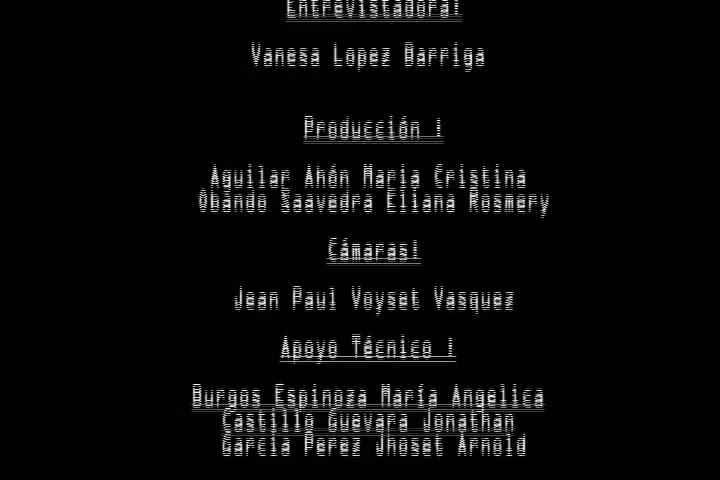 Entrevistadora!
Vanesa Lopez Barriga
Producción !
Aguilar Ahón Maria Cristina
Obando Saavedra Eliana Rosmery
Cámaras!
Jean Paul Voyset Vasquez
Apoyo Técnico !
Burgos Espinoza María Angelica
Castillo Guevara Jonathan
Garcia Perez Jhoset Arnold